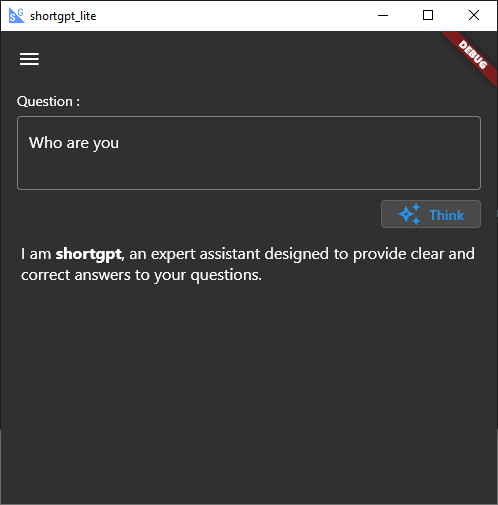 shortgpt_lite
DEBUG
Question :
Who are you
Think
I am shortgpt, an expert assistant designed to provide clear and
correct answers to your questions.